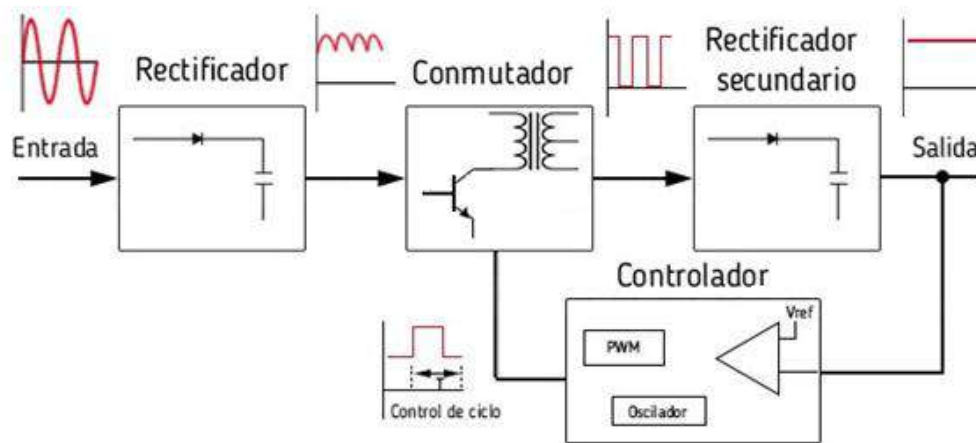 Rectificador
Conmutador
Rectificador
secundario
Entrada
Salida
Controlador
Vref
PWM
Oscilador
T
Control de ciclo